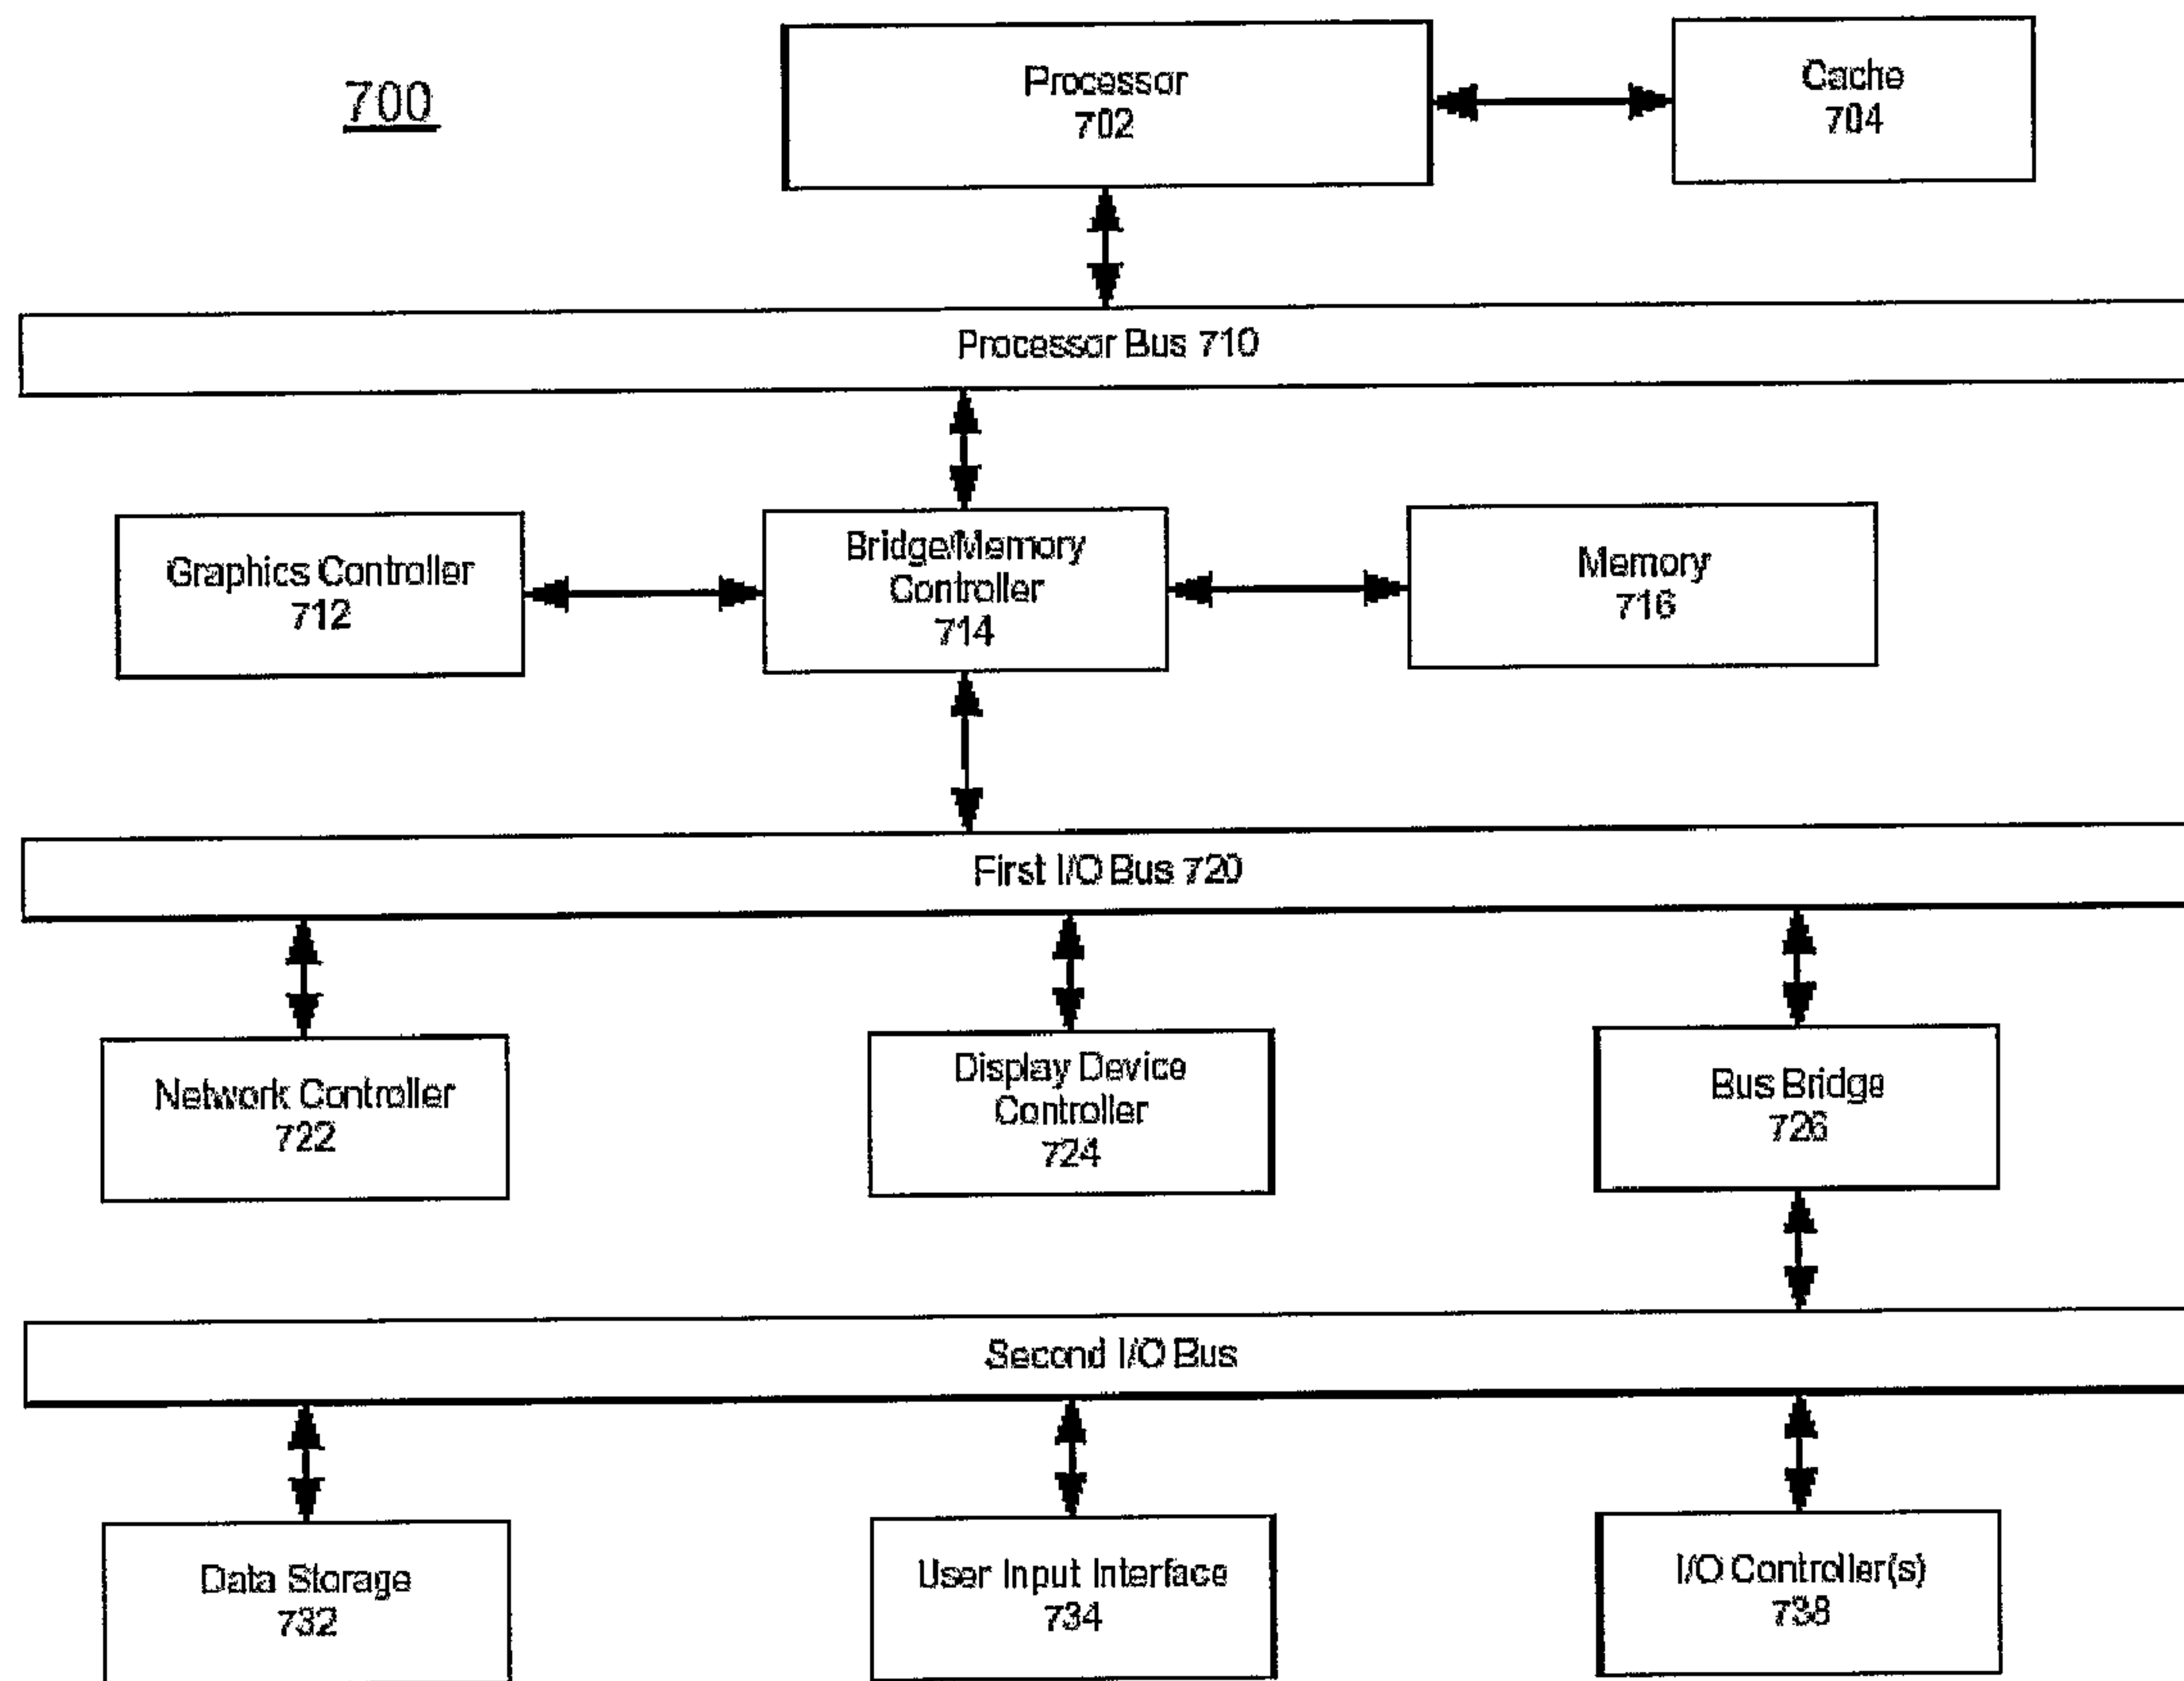 700
Processor
702
Cache
704
Processor Bus 710
Graphics Controller
712
Bridge/Memory
Controller
714
Memory
716
First I/O Bus 720
Network Controller
722
Display Device
Controller
724
Bus Bridge
726
Second I/O Bus
Data Storage
732
User Input Interface
734
I/O Controller(s)
738